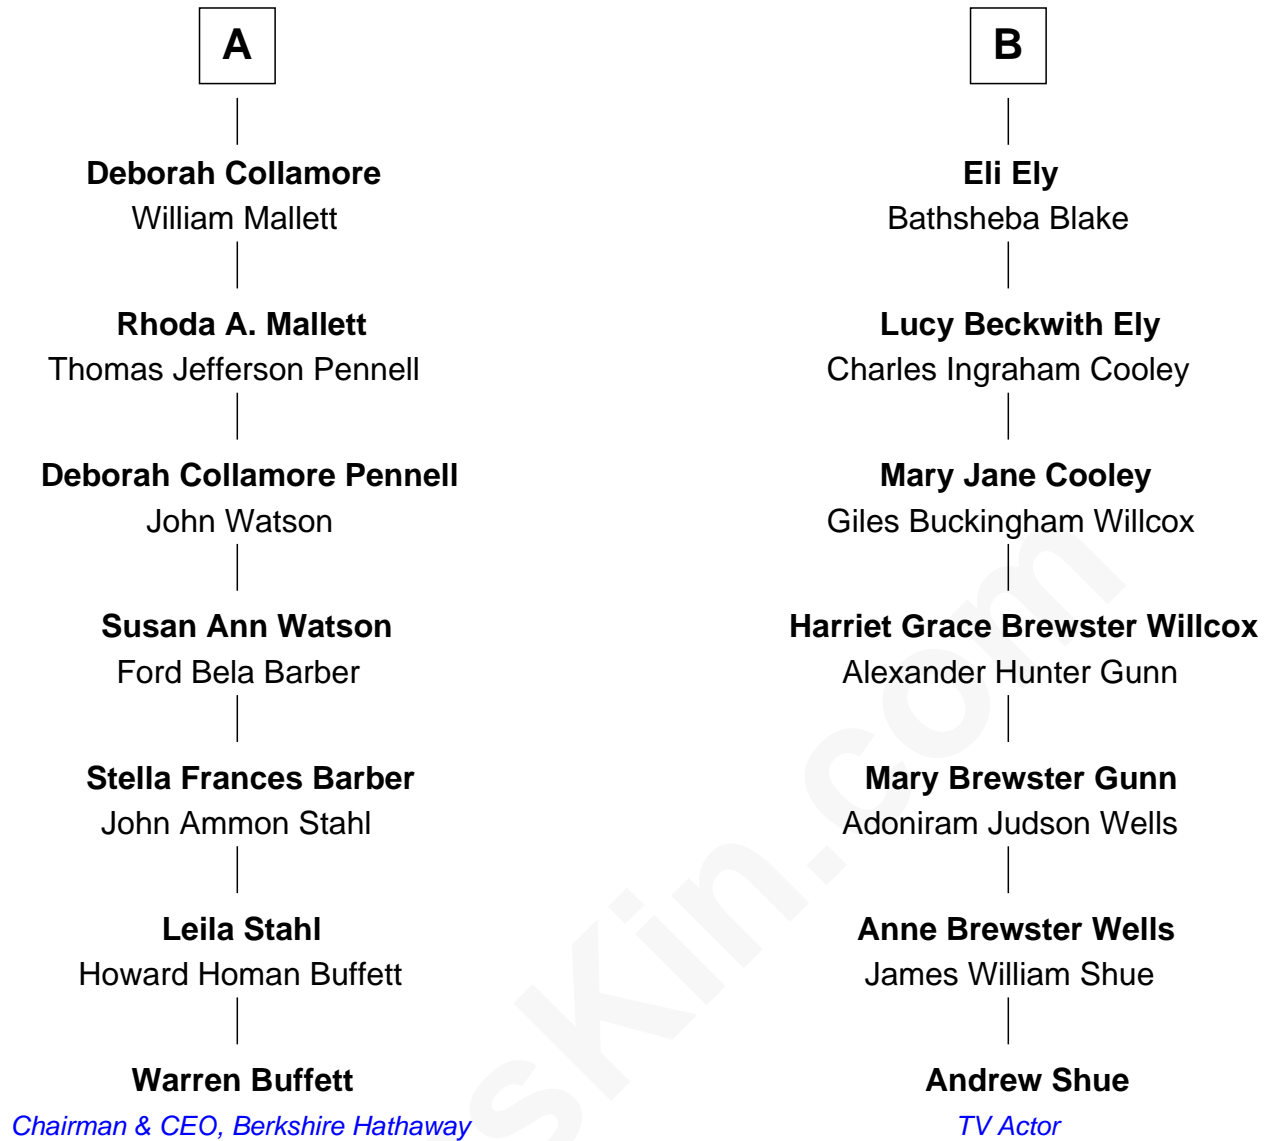 A
Deborah Collamore
William Mallett
Rhoda A. Mallett
Thomas Jefferson Pennell
Deborah Collamore Pennell
John Watson
Susan Ann Watson
Ford Bela Barber
Stella Frances Barber
John Ammon Stahl
Leila Stahl
Howard Homan Buffett
Warren Buffett
Chairman & CEO, Berkshire Hathaway
B
Eli Ely
Bathsheba Blake
Lucy Beckwith Ely
Charles Ingraham Cooley
Mary Jane Cooley
Giles Buckingham Willcox
Harriet Grace Brewster Willcox
Alexander Hunter Gunn
Mary Brewster Gunn
Adoniram Judson Wells
Anne Brewster Wells
James William Shue
Andrew Shue
TV Actor
sKin.com